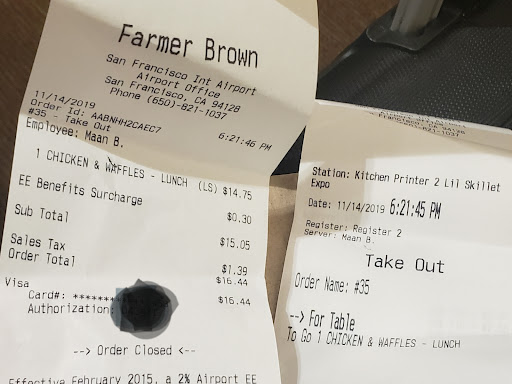 Farmer Brown
San Francisco Int Airport
Airport Office
San Francisco, CA 94128
Phone (650)-821-1037
11/14/2019 6:21:46 PM
Order Id: AABNHH2CAEC7
#35 - Take Out
Employee: Maan B.
1 CHICKEN & WAFFLES - LUNCH (LS) $14.75
EE Benefits Surcharge $0.30
Sub Total $15.05
Sales Tax $1.39
Order Total $16.44
Visa $16.44
Card#: *******
Authorization:
--> Order Closed <--
Effective February 2015, a 2% Airport EE
94128
821-1037
Station: Kitchen Printer 2 Lil Skillet
Expo
Date: 11/14/2019 6:21:45 PM
Register: Register 2
Server: Maan B.
Take Out
Order Name: #35
--> For Table
To Go 1 CHICKEN & WAFFLES - LUNCH